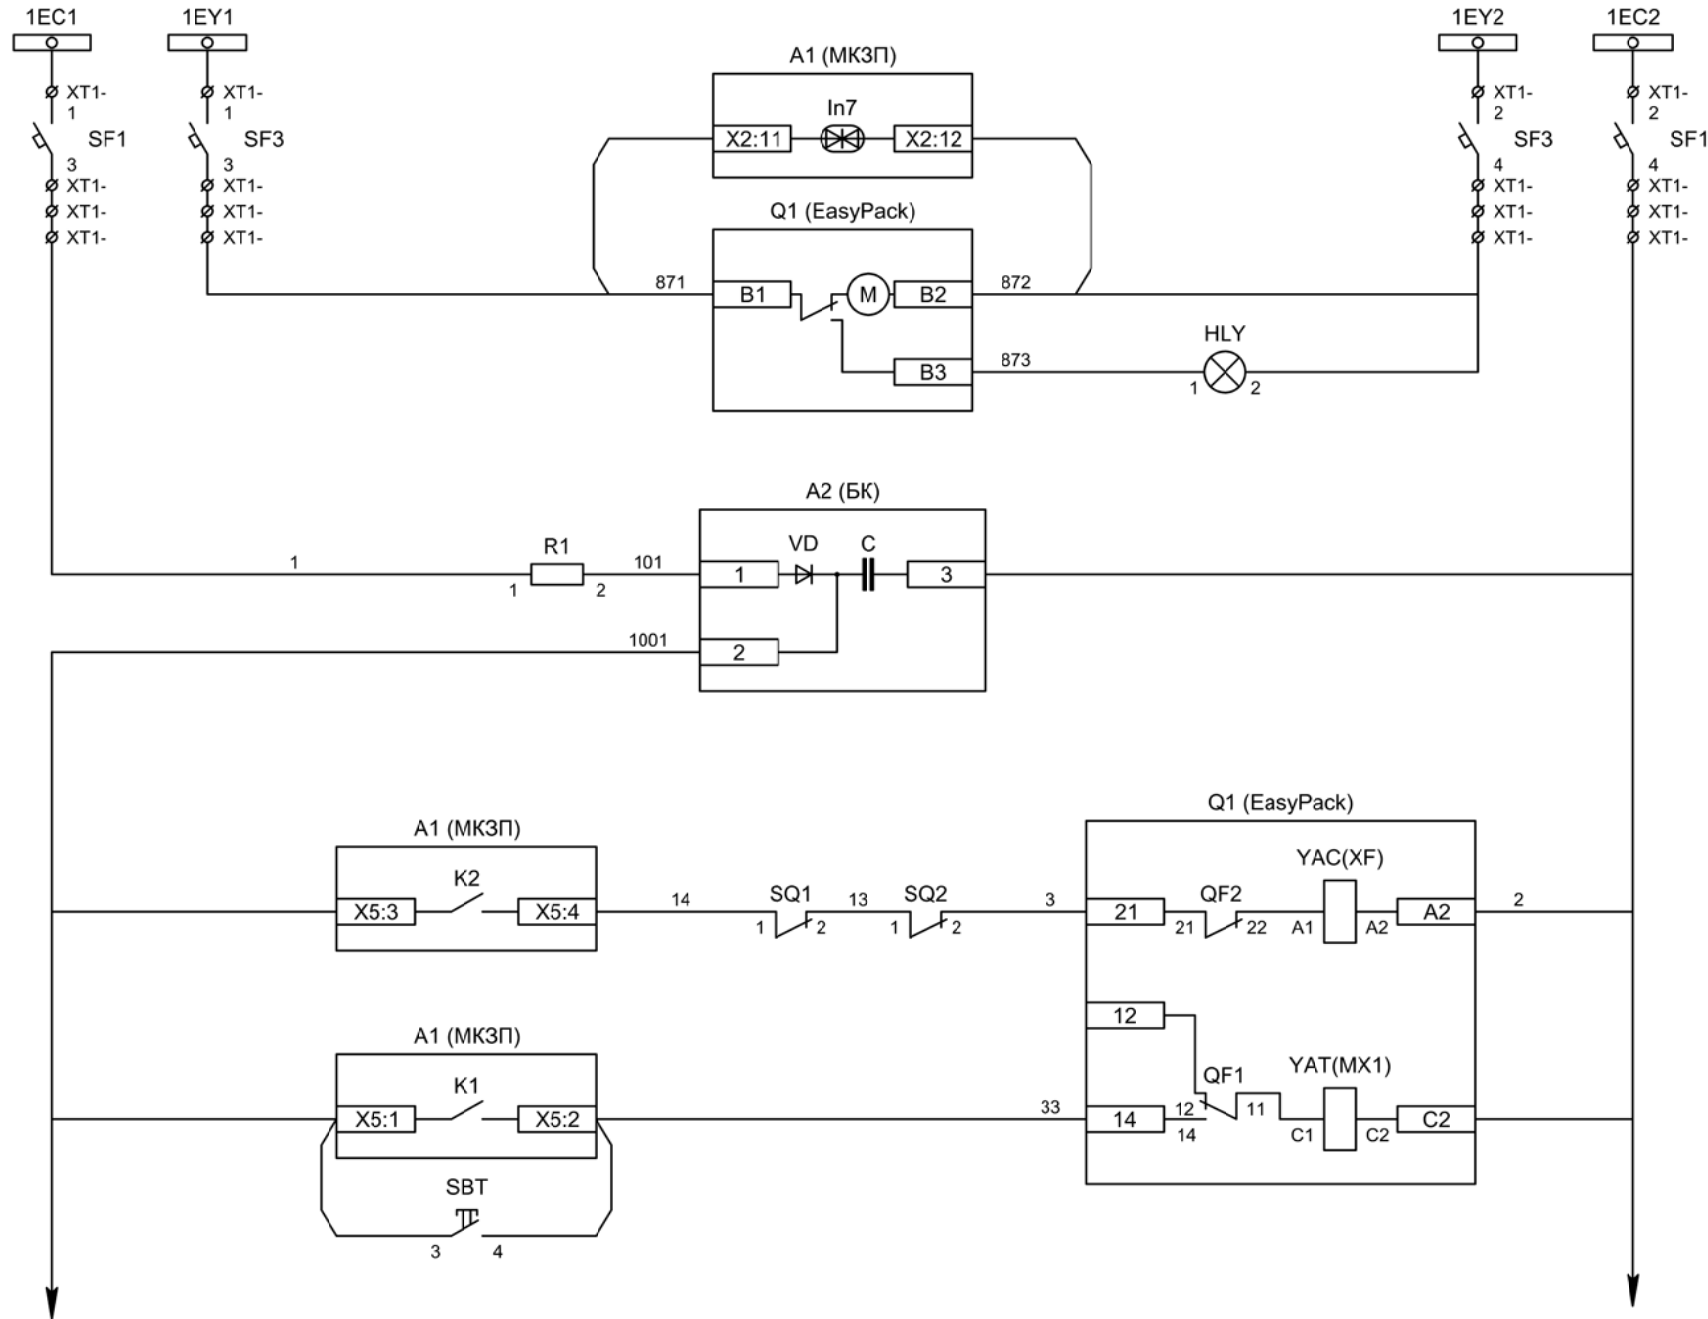 1EC1
1EY1
1EY2
1EC2
XT1-
1
SF1
3
XT1-
XT1-
XT1-
XT1-
1
SF3
3
XT1-
XT1-
XT1-
A1 (МКЗП)
In7
X2:11
X2:12
XT1-
2
SF3
4
XT1-
XT1-
XT1-
XT1-
2
SF1
4
XT1-
XT1-
XT1-
Q1 (EasyPack)
871
B1
M
B2
872
B3
873
HLY
1
2
A2 (БК)
1
R1
1
2
101
1
VD
C
3
1001
2
Q1 (EasyPack)
A1 (МКЗП)
K2
X5:3
X5:4
14
SQ1
1
2
13
SQ2
1
2
3
21
21
QF2
22
YAC(XF)
A1
A2
A2
2
12
A1 (МКЗП)
K1
X5:1
X5:2
33
14
12
14
QF1
11
YAT(MX1)
C1
C2
C2
SBT
3
4